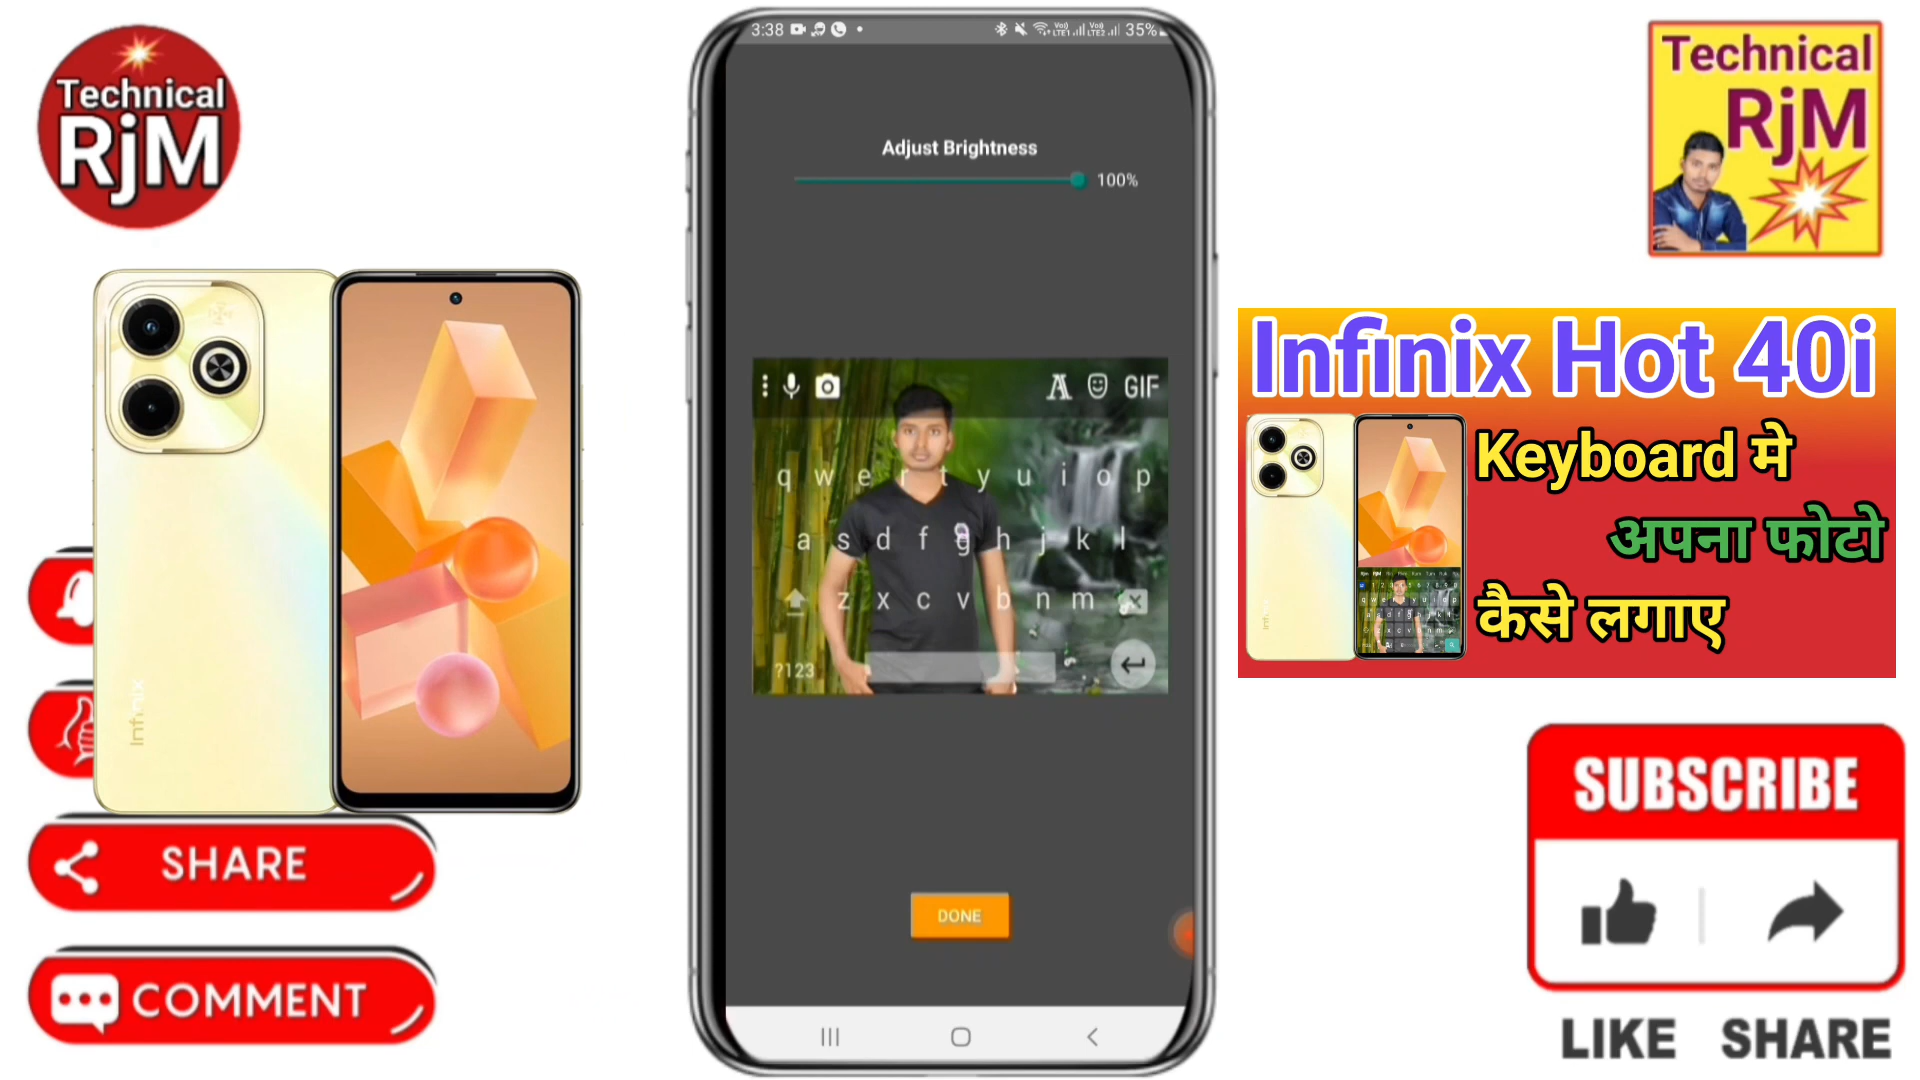 Technical
RjM
3:38
35%
Adjust Brightness
100%
A GIF
q w e r t y u i o p
a s d f g h j k l
z x c v b n m
?123
DONE
Technical
RjM
Infinix Hot 40i
Keyboard मे
अपना फोटो
कैसे लगाए
Infinix
SHARE
COMMENT
SUBSCRIBE
LIKE SHARE